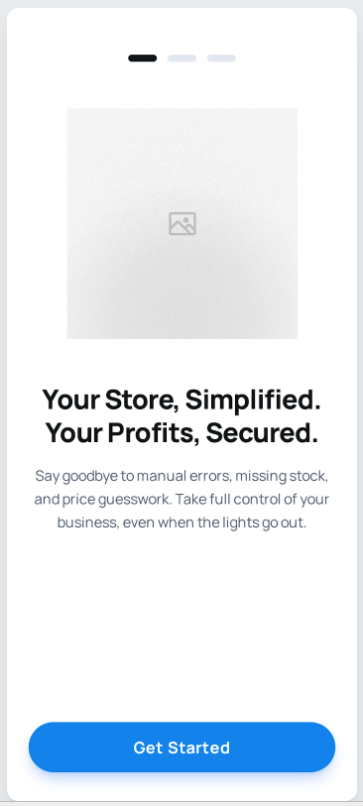 Your Store, Simplified.
Your Profits, Secured.
Say goodbye to manual errors, missing stock,
and price guesswork. Take full control of your
business, even when the lights go out.
Get Started